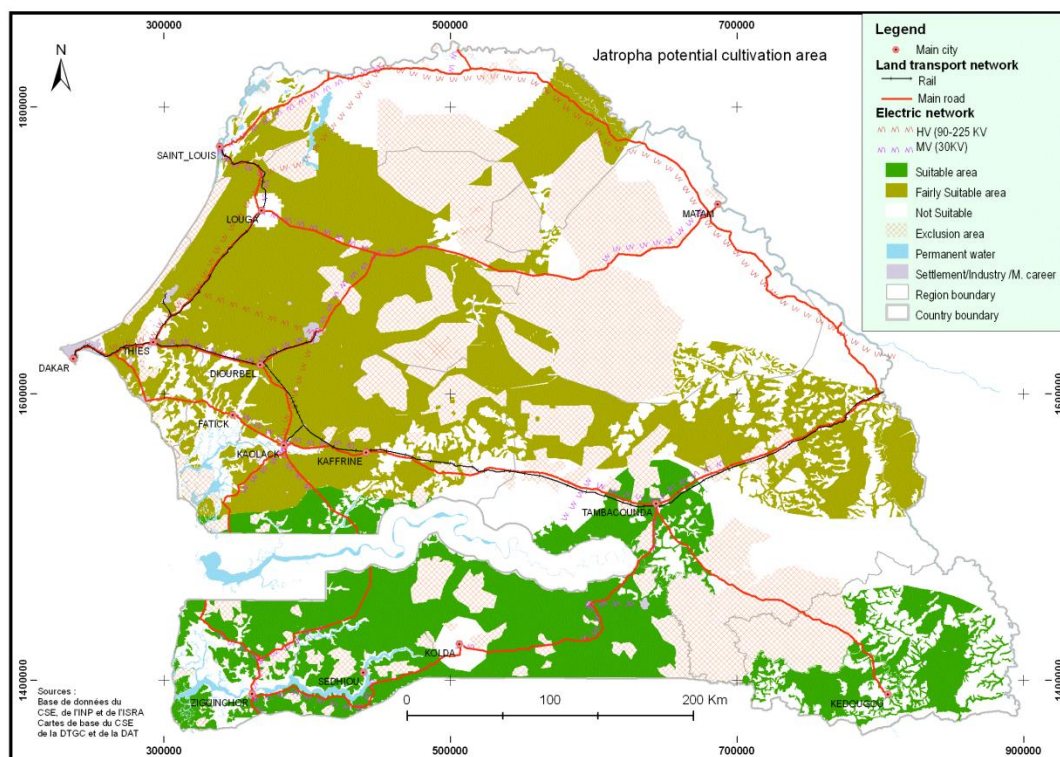 300000 500000 700000
N
Jatropha potential cultivation area
Legend
Main city
Land transport network
Rail
Main road
Electric network
HV (90-225 KV
MV (30KV)
Suitable area
Fairly Suitable area
Not Suitable
Exclusion area
Permanent water
Settlement/Industry /M. career
Region boundary
Country boundary
1800000
SAINT_LOUIS
LOUGA
MATAM
THIES
DAKAR
DIOURBEL
1600000 1600000
FATICK
KAOLACK
KAFFRINE
TAMBACOUNDA
KOLDA
SEDHIOU
1400000 1400000
ZIGUINCHOR
KEDOUGOU
Sources :
Base de données du
CSE, de l'INP et de l'ISRA
Cartes de base du CSE
de la DTGC et de la DAT
0 100 200 Km
300000 500000 700000 900000